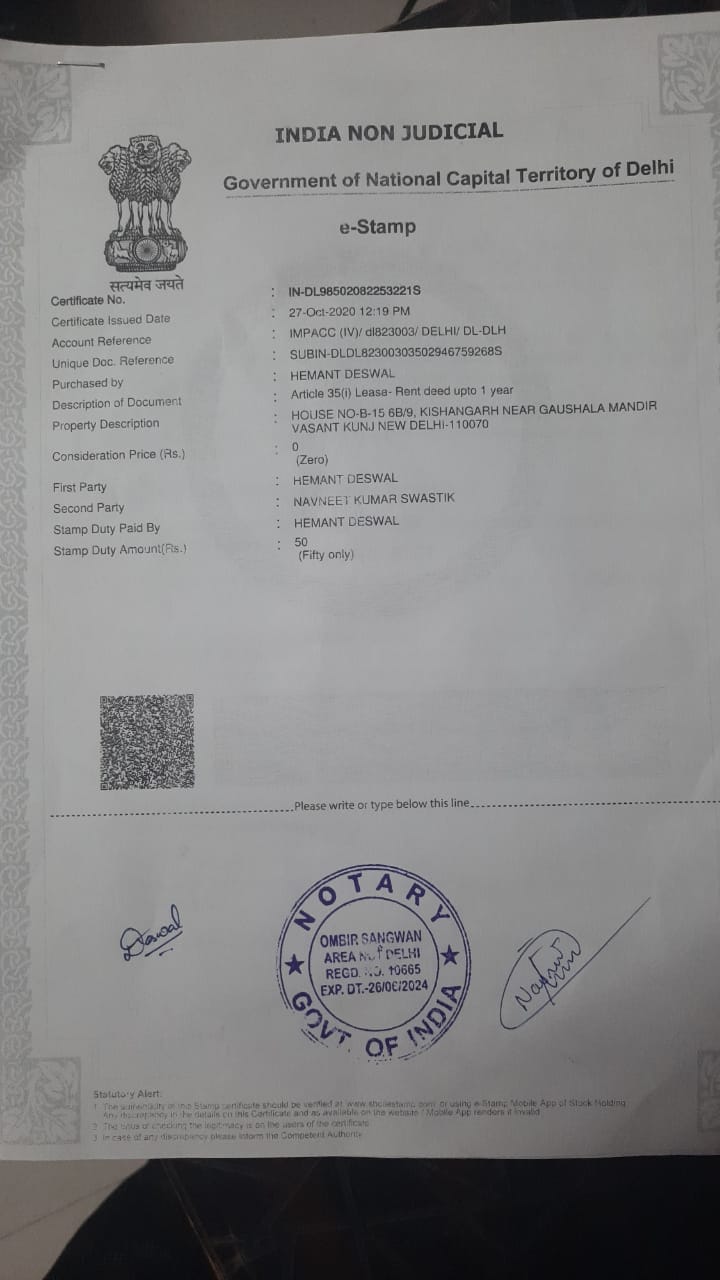 INDIA NON JUDICIAL
Government of National Capital Territory of Delhi
e-Stamp
सत्यमेव जयते
Certificate No. : IN-DL98502082253221S
Certificate Issued Date : 27-Oct-2020 12:19 PM
Account Reference : IMPACC (IV)/ dl823003/ DELHI/ DL-DLH
Unique Doc. Reference : SUBIN-DLDL82300303502946759268S
Purchased by : HEMANT DESWAL
Description of Document : Article 35(i) Lease- Rent deed upto 1 year
Property Description : HOUSE NO-B-15 6B/9, KISHANGARH NEAR GAUSHALA MANDIR
VASANT KUNJ NEW DELHI-110070
Consideration Price (Rs.) : 0
(Zero)
First Party : HEMANT DESWAL
Second Party : NAVNEET KUMAR SWASTIK
Stamp Duty Paid By : HEMANT DESWAL
Stamp Duty Amount(Rs.) : 50
(Fifty only)
Please write or type below this line
NOTARY
OMBIR SANGWAN
AREA DELHI
REGD. NO. 10665
EXP. DT.-26/06/2024
GOVT. OF INDIA
Statutory Alert:
1 The authenticity of this Stamp certificate should be verified at www.shcilestamp.com or using e-Stamp Mobile App of Stock Holding
Any discrepancy in the details on this Certificate and as available on the website / Mobile App renders it invalid
2 The onus of checking the legitimacy is on the users of the certificate
3 In case of any discrepancy please inform the Competent Authority